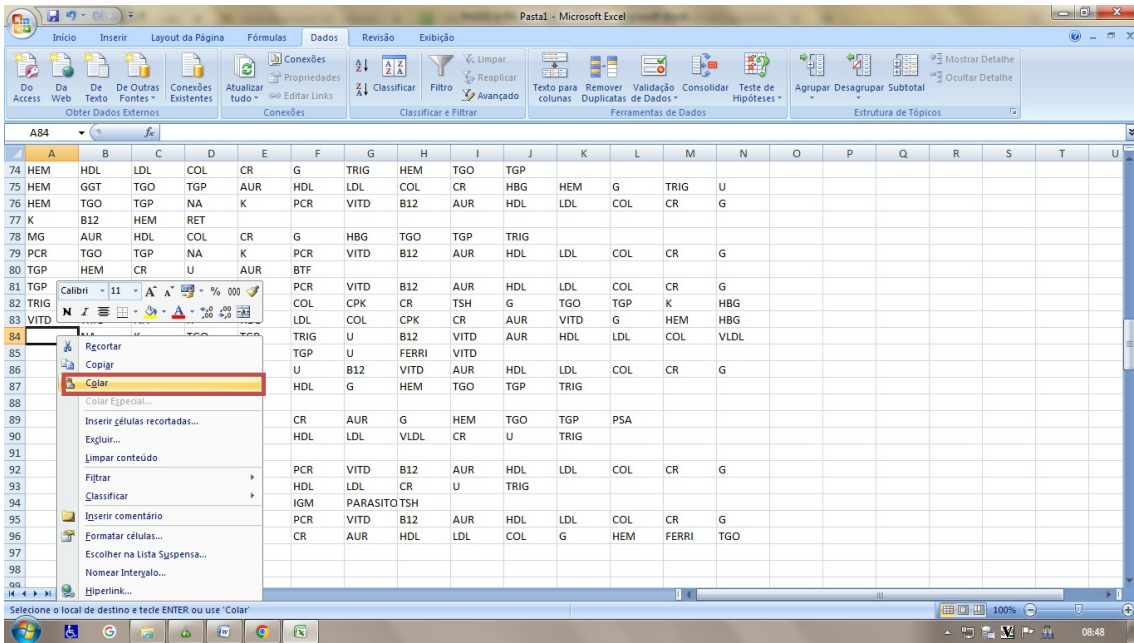 Pasta1 - Microsoft Excel
Início Inserir Layout da Página Fórmulas Dados Revisão Exibição
Do Access
Da Web
De Texto
De Outras Fontes
Conexões Existentes
Obter Dados Externos
Atualizar tudo
Conexões
Propriedades
Editar Links
Conexões
Classificar
Filtro
Limpar
Reaplicar
Avançado
Classificar e Filtrar
Texto para colunas
Remover Duplicatas
Validação de Dados
Consolidar
Teste de Hipóteses
Ferramentas de Dados
Agrupar
Desagrupar
Subtotal
Mostrar Detalhe
Ocultar Detalhe
Estrutura de Tópicos
A84 fx
A B C D E F G H I J K L M N O P Q R S T U
74 HEM HDL LDL COL CR G TRIG HEM TGO TGP
75 HEM GGT TGO TGP AUR HDL LDL COL CR HBG HEM G TRIG U
76 HEM TGO TGP NA K PCR VITD B12 AUR HDL LDL COL CR G
77 K B12 HEM RET
78 MG AUR HDL COL CR G HBG TGO TGP TRIG
79 PCR TGO TGP NA K PCR VITD B12 AUR HDL LDL COL CR G
80 TGP HEM CR U AUR BTF
81 TGP PCR VITD B12 AUR HDL LDL COL CR G
82 TRIG COL CPK CR TSH G TGO TGP K HBG
83 VITD LDL COL CPK CR AUR VITD G HEM HBG
84 TRIG U B12 VITD AUR HDL LDL COL VLDL
85 TGP U FERRI VITD
86 U B12 VITD AUR HDL LDL COL CR G
87 HDL G HEM TGO TGP TRIG
88
89 CR AUR G HEM TGO TGP PSA
90 HDL LDL VLDL CR U TRIG
91
92 PCR VITD B12 AUR HDL LDL COL CR G
93 HDL LDL CR U TRIG
94 IGM PARASITO TSH
95 PCR VITD B12 AUR HDL LDL COL CR G
96 CR AUR HDL LDL COL G HEM FERRI TGO
97
98
99
Calibri 11 A A % 000
N I A
Recortar
Copiar
Colar
Colar Especial...
Inserir células recortadas...
Excluir...
Limpar conteúdo
Filtrar
Classificar
Inserir comentário
Formatar células...
Escolher na Lista Suspensa...
Nomear Intervalo...
Hiperlink...
Selecione o local de destino e tecle ENTER ou use 'Colar'
100%
08:48